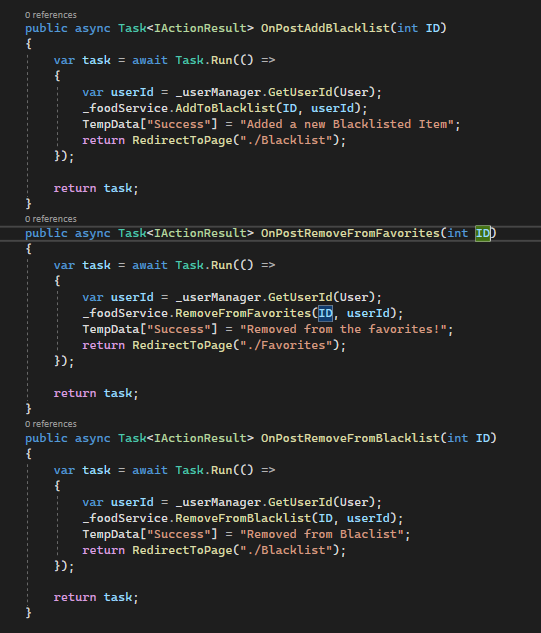 0 references
public async Task<IActionResult> OnPostAddBlacklist(int ID)
{
var task = await Task.Run(() =>
{
var userId = _userManager.GetUserId(User);
_foodService.AddToBlacklist(ID, userId);
TempData["Success"] = "Added a new Blacklisted Item";
return RedirectToPage("./Blacklist");
});
return task;
}
0 references
public async Task<IActionResult> OnPostRemoveFromFavorites(int ID)
{
var task = await Task.Run(() =>
{
var userId = _userManager.GetUserId(User);
_foodService.RemoveFromFavorites(ID, userId);
TempData["Success"] = "Removed from the favorites!";
return RedirectToPage("./Favorites");
});
return task;
}
0 references
public async Task<IActionResult> OnPostRemoveFromBlacklist(int ID)
{
var task = await Task.Run(() =>
{
var userId = _userManager.GetUserId(User);
_foodService.RemoveFromBlacklist(ID, userId);
TempData["Success"] = "Removed from Blaclist";
return RedirectToPage("./Blacklist");
});
return task;
}